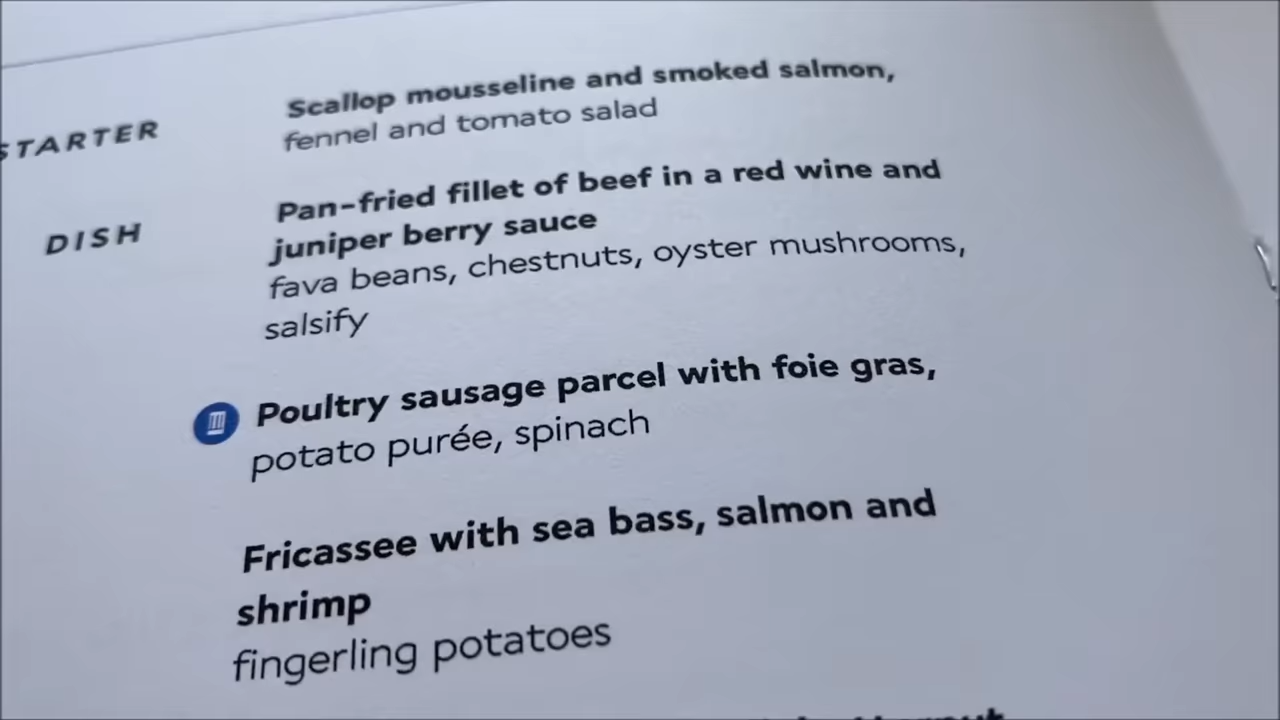 STARTER
Scallop mousseline and smoked salmon,
fennel and tomato salad
DISH
Pan-fried fillet of beef in a red wine and
juniper berry sauce
fava beans, chestnuts, oyster mushrooms,
salsify
Poultry sausage parcel with foie gras,
potato purée, spinach
Fricassee with sea bass, salmon and
shrimp
fingerling potatoes